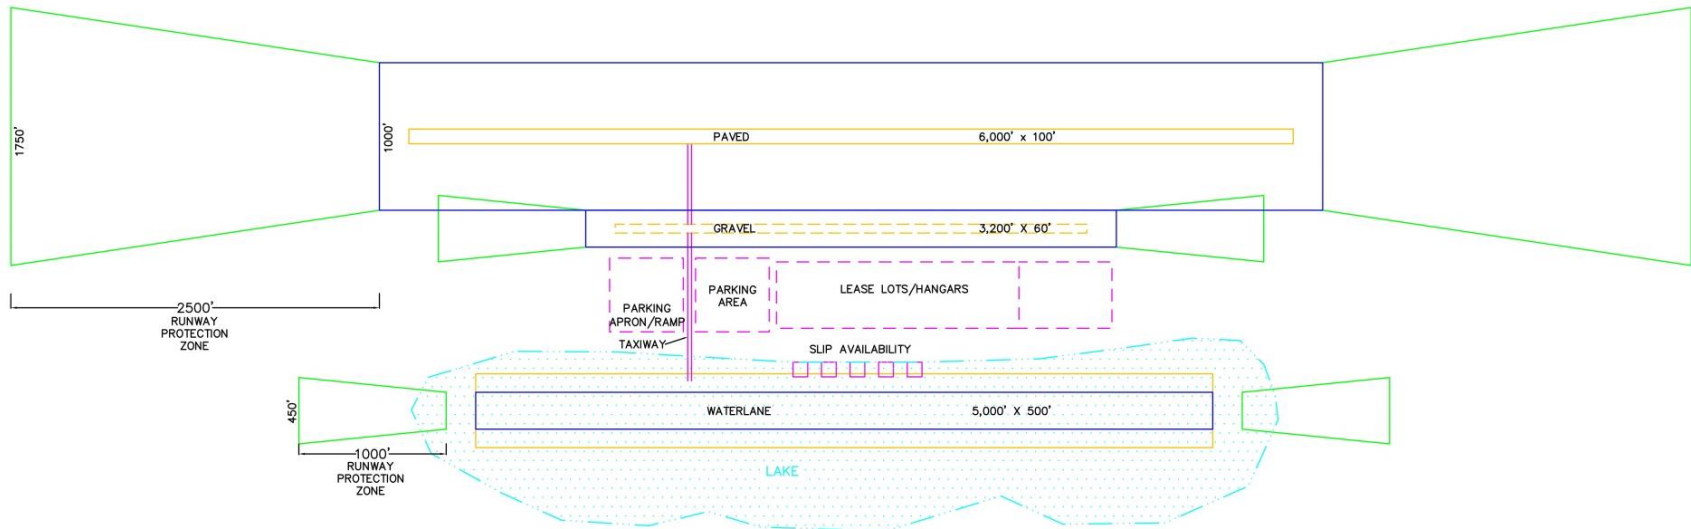 1750'
1000'
PAVED 6,000' x 100'
GRAVEL 3,200' X 60'
2500'
RUNWAY
PROTECTION
ZONE
PARKING
APRON/RAMP
PARKING
AREA
LEASE LOTS/HANGARS
TAXIWAY
SLIP AVAILABILITY
450'
WATERLANE 5,000' X 500'
1000'
RUNWAY
PROTECTION
ZONE
LAKE